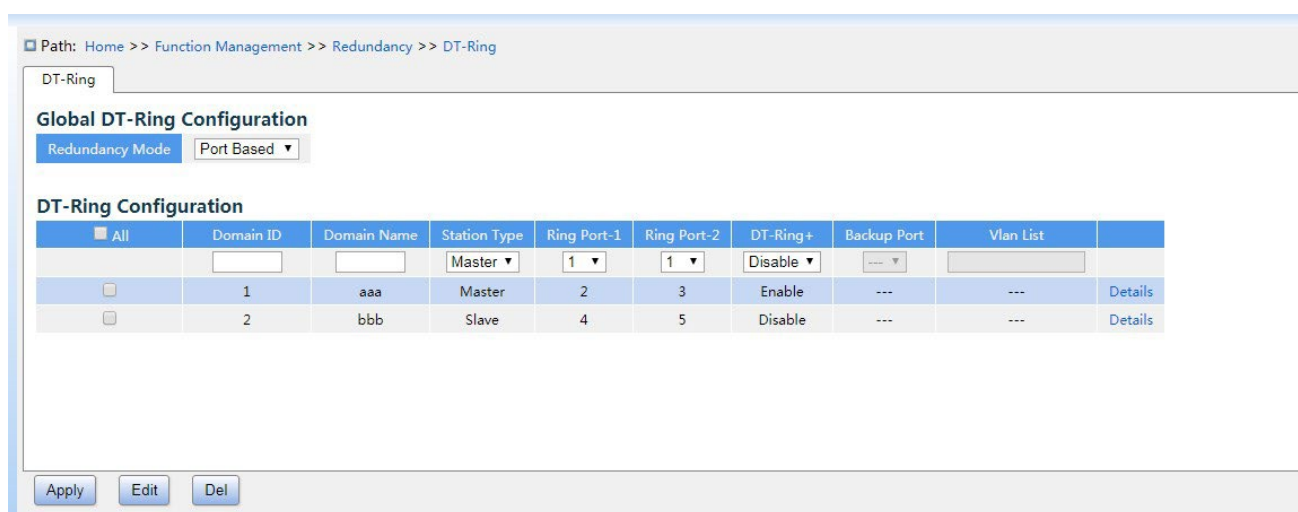 Path: Home >> Function Management >> Redundancy >> DT-Ring
DT-Ring
Global DT-Ring Configuration
Redundancy Mode Port Based
DT-Ring Configuration
All Domain ID Domain Name Station Type Ring Port-1 Ring Port-2 DT-Ring+ Backup Port Vlan List
Master 1 1 Disable ---
1 aaa Master 2 3 Enable --- --- Details
2 bbb Slave 4 5 Disable --- --- Details
Apply Edit Del